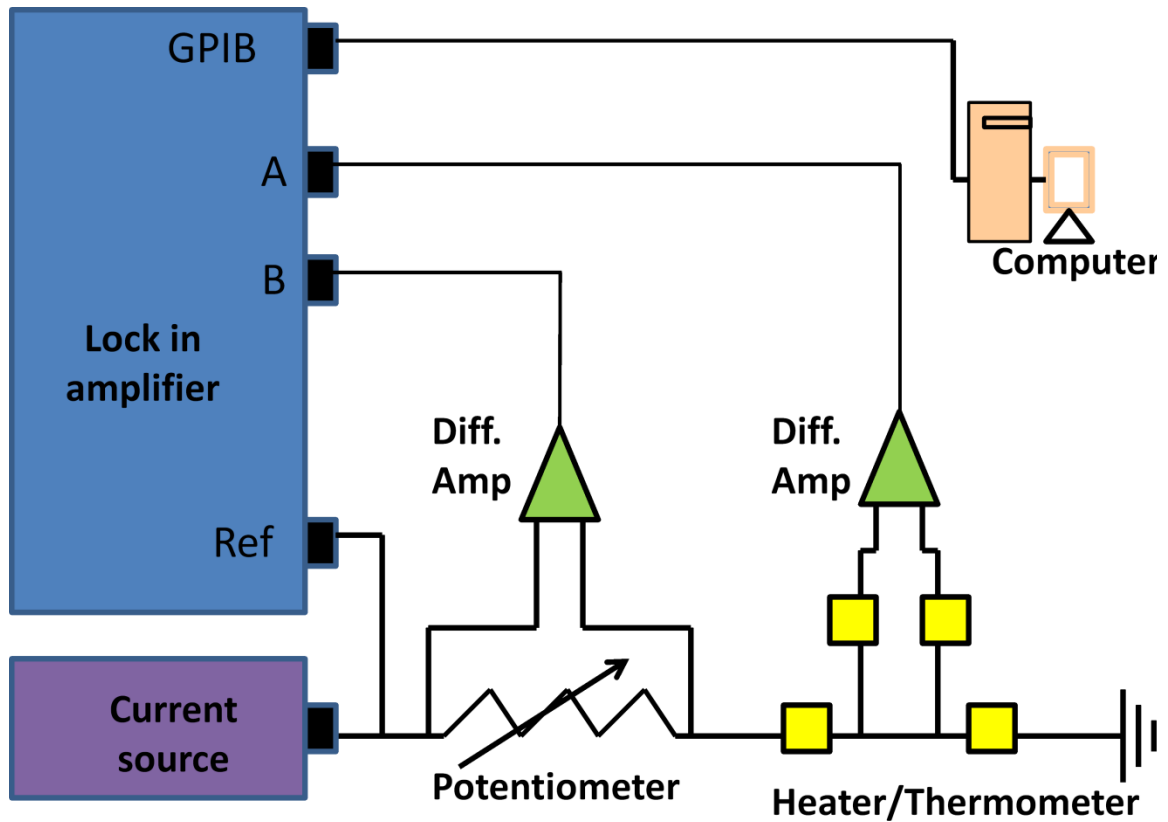 GPIB
A
B
Computer
Lock in
amplifier
Diff.
Amp
Diff.
Amp
Ref
Current
source
Potentiometer
Heater/Thermometer